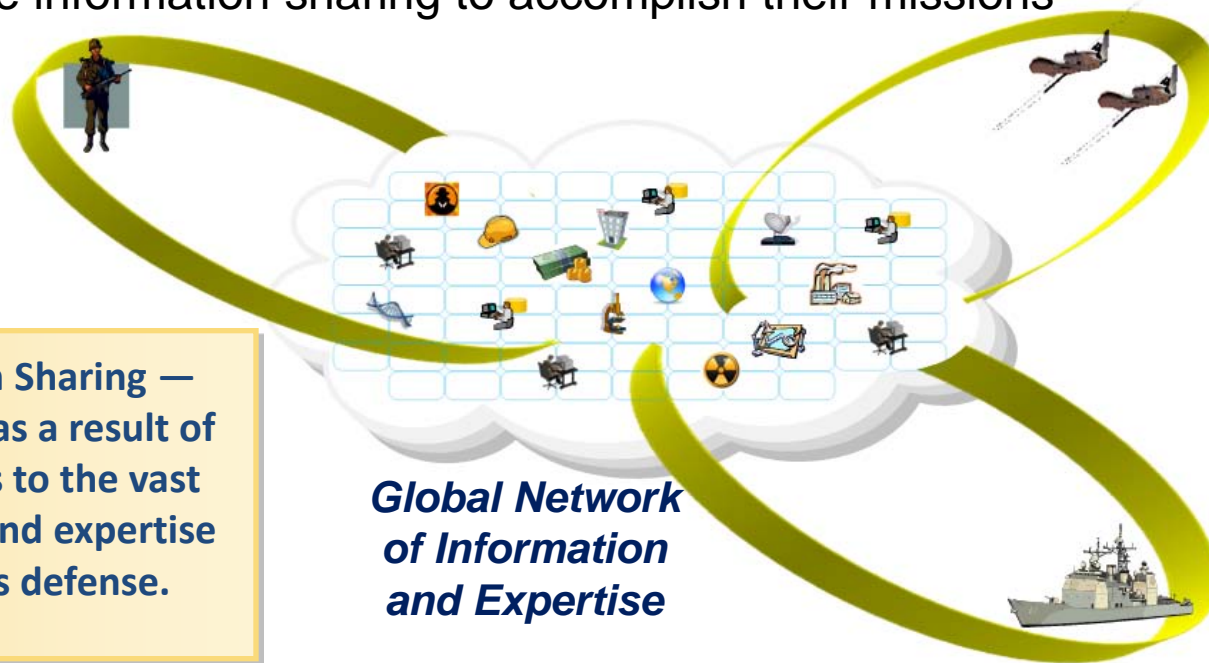 information sharing to accomplish their missions
Sharing —
as a result of
to the vast
nd expertise
s defense.
Global Network
of Information
and Expertise